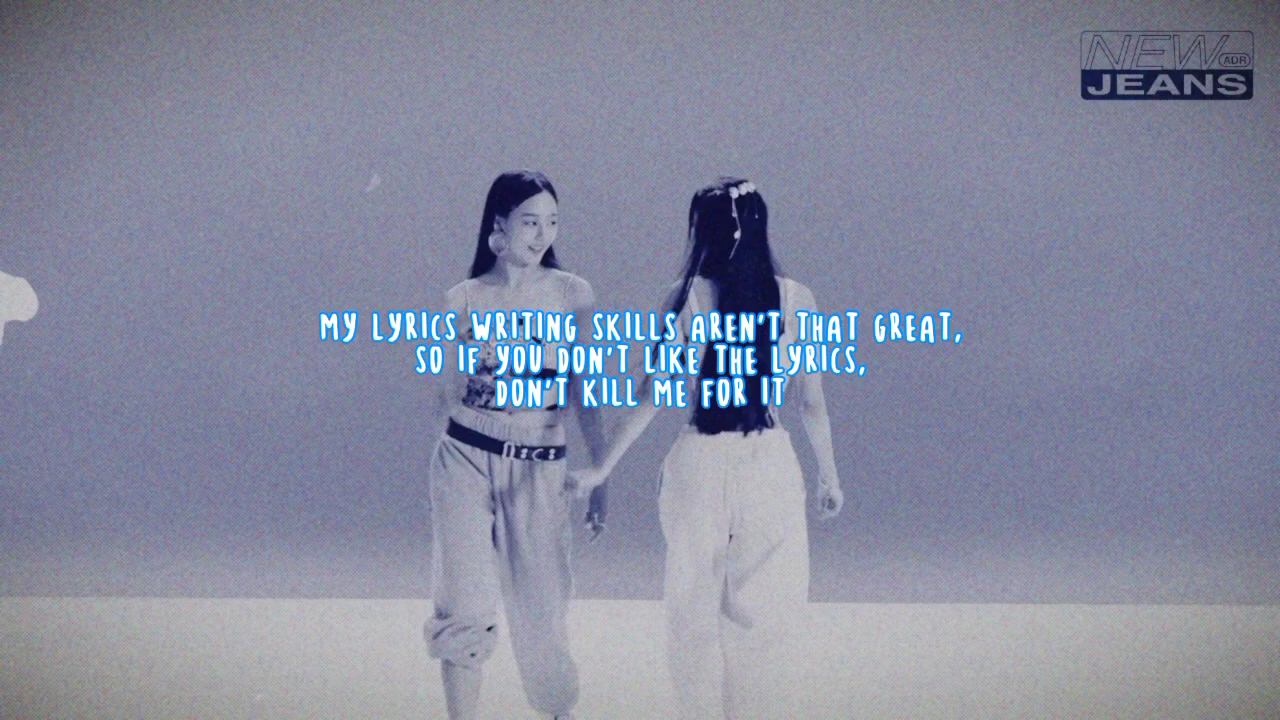 NEW
ADR
JEANS
MY LYRICS WRITING SKILLS AREN'T THAT GREAT,
SO IF YOU DON'T LIKE THE LYRICS,
DON'T KILL ME FOR IT